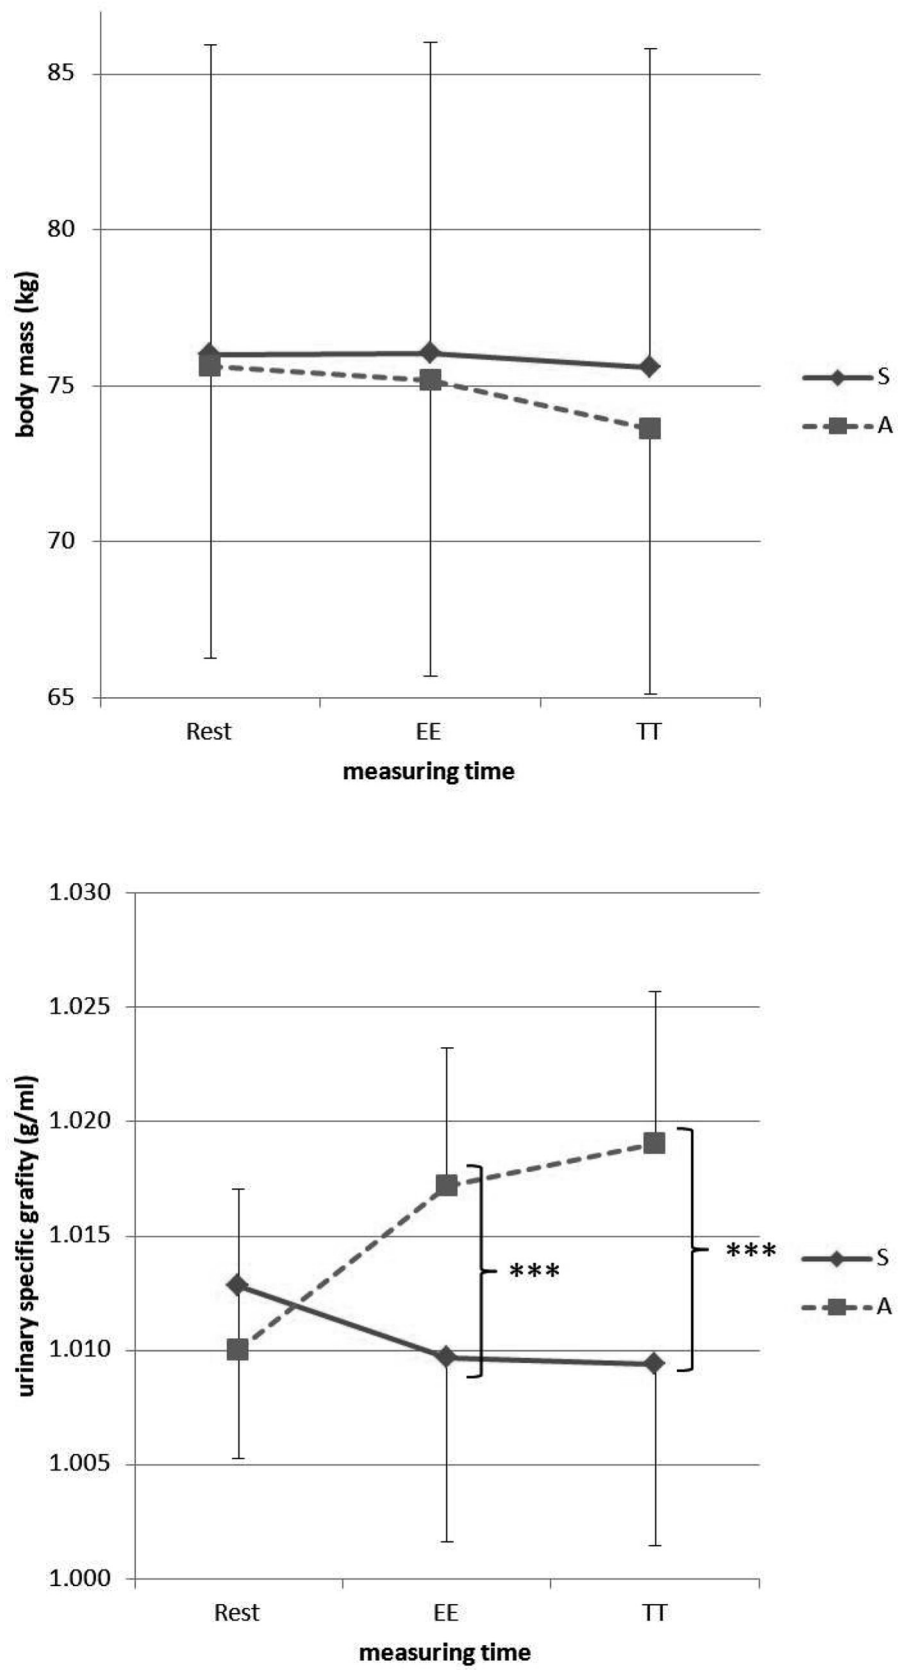 85
80
75
70
65
body mass (kg)
Rest EE TT
measuring time
S
A
1.030
1.025
1.020
1.015
1.010
1.005
1.000
urinary specific grafity (g/ml)
***
***
Rest EE TT
measuring time
S
A